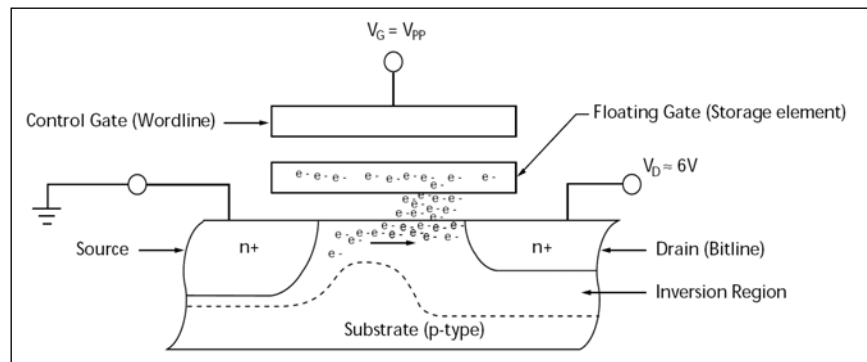 V_G = V_PP
Control Gate (Wordline)
Floating Gate (Storage element)
e- e- e- e- e- e- e- e-
V_D ≈ 6V
e-
e- e- e-
e- e- e-
e- e- e- e- e-
e- e- e- e- e- e-
e- e-
e-
Source
n+
n+
Drain (Bitline)
Inversion Region
Substrate (p-type)